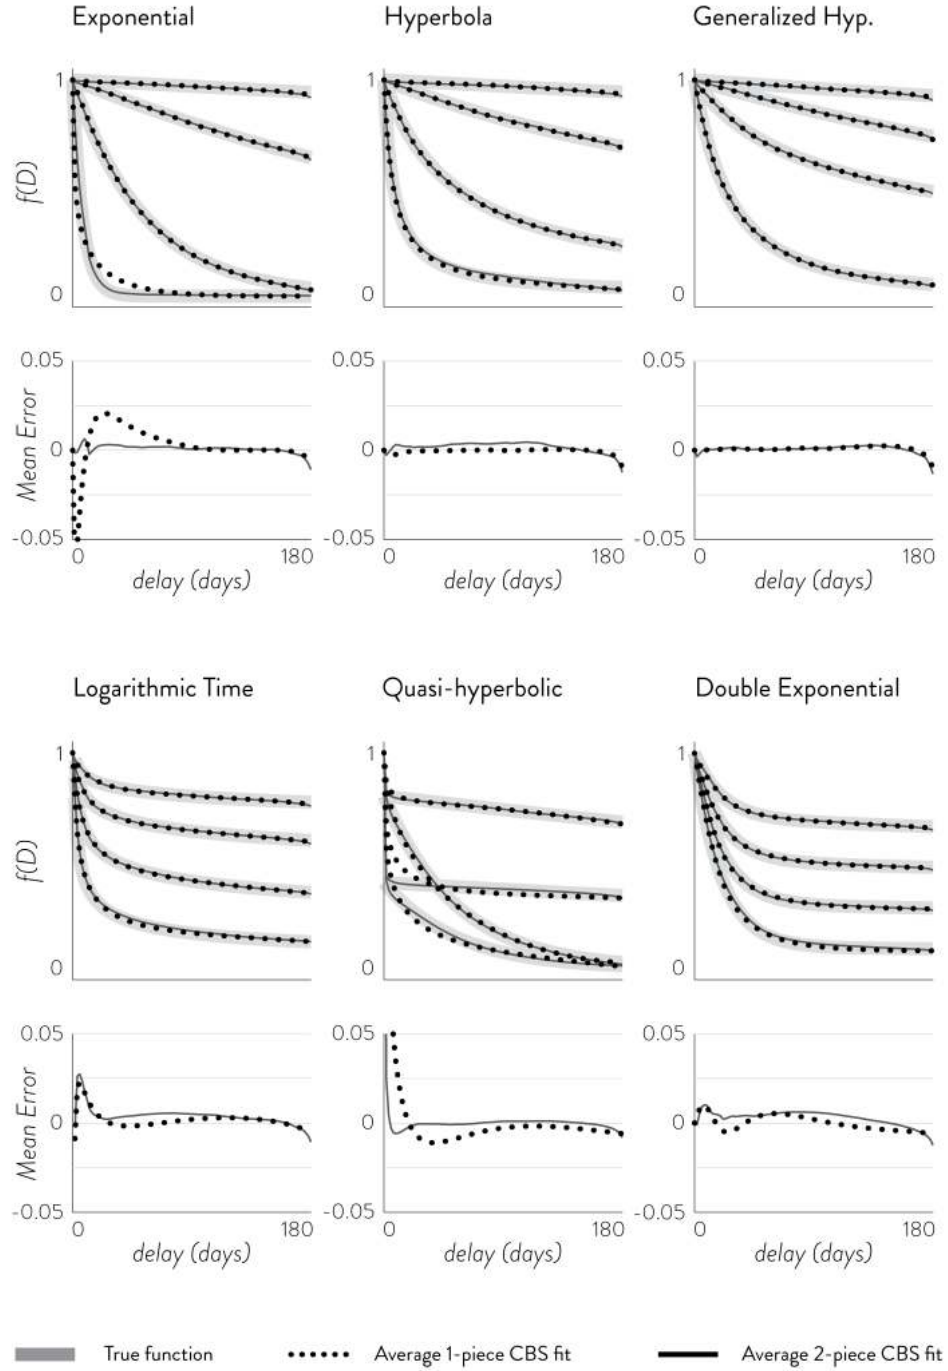 Exponential Hyperbola Generalized Hyp.
1 1 1
f(D)
0 0 0
0.05 0.05 0.05
Mean Error
0 0 0
-0.05 -0.05 -0.05
0 180 0 180 0 180
delay (days) delay (days) delay (days)
Logarithmic Time Quasi-hyperbolic Double Exponential
1 1 1
f(D)
0 0 0
0.05 0.05 0.05
Mean Error
0 0 0
-0.05 -0.05 -0.05
0 180 0 180 0 180
delay (days) delay (days) delay (days)
True function Average 1-piece CBS fit Average 2-piece CBS fit